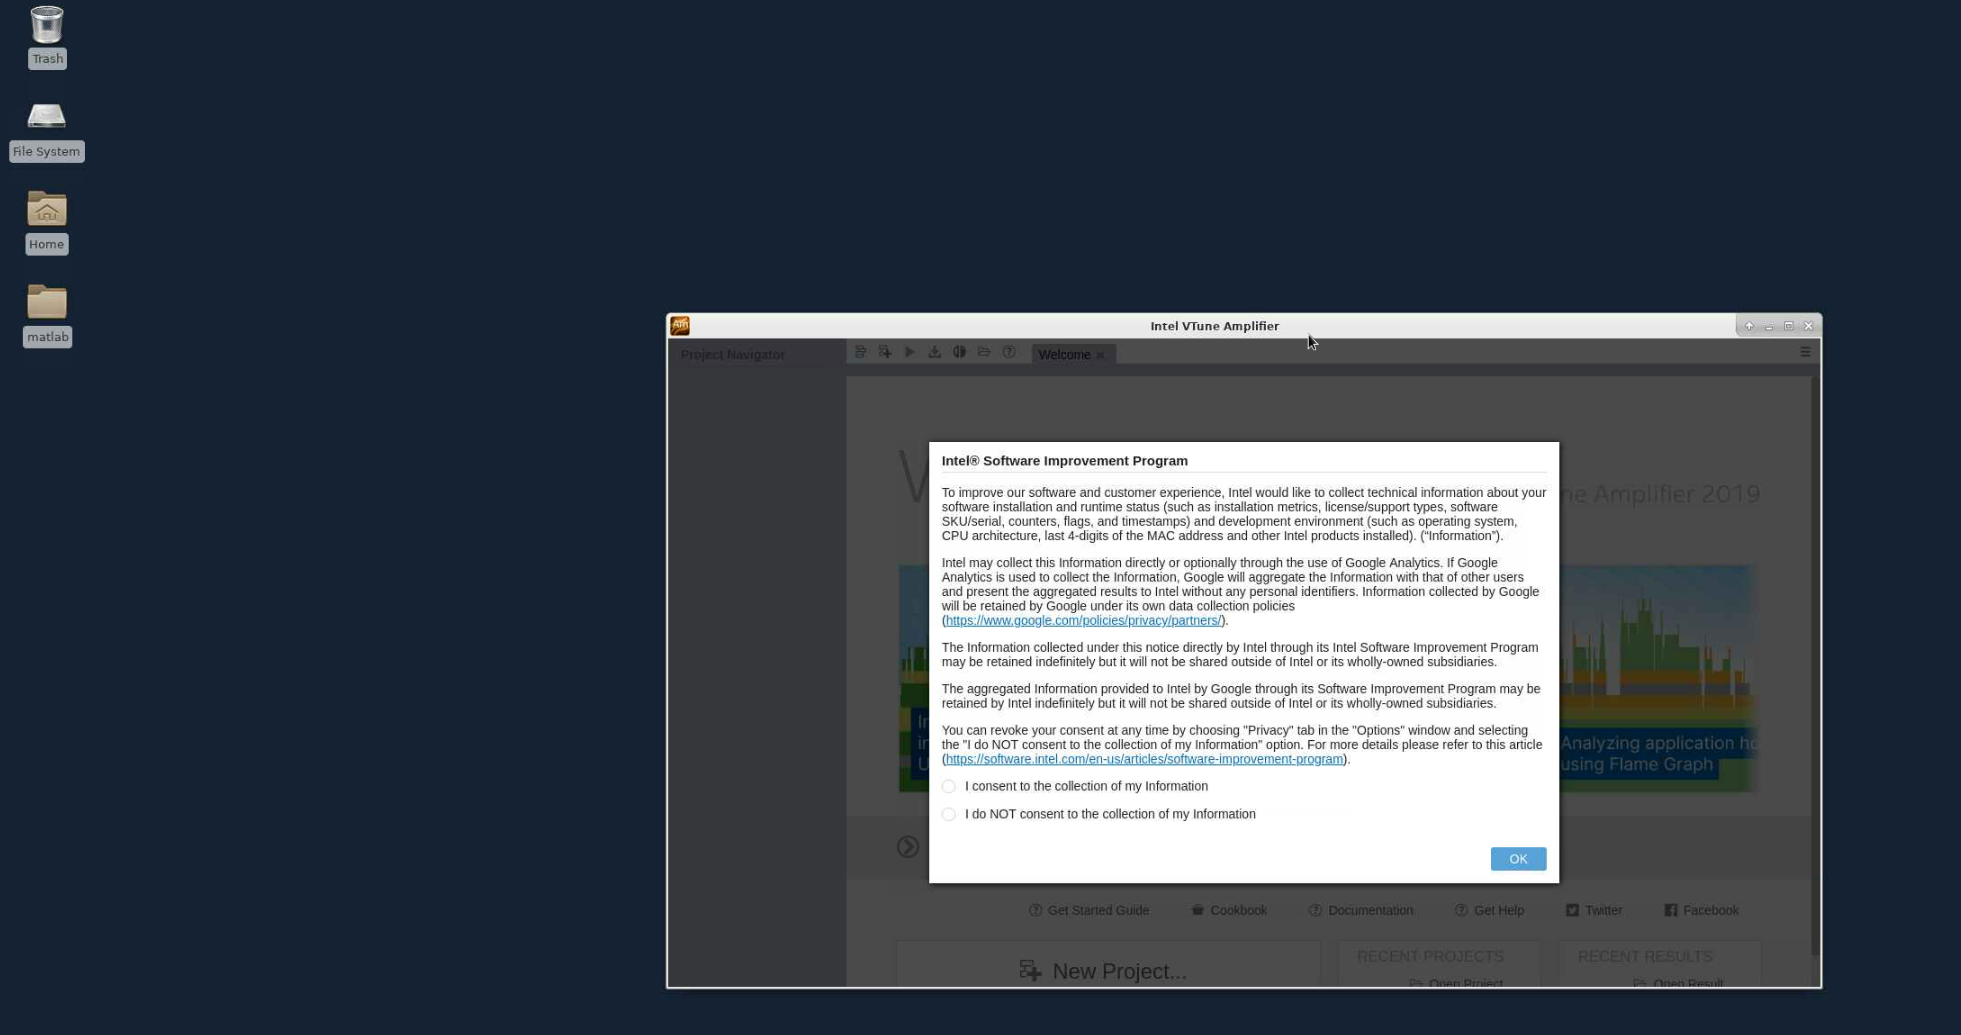 Trash
File System
Home
matlab
Intel VTune Amplifier
Project Navigator
Welcome
ne Amplifier 2019
Intel® Software Improvement Program
To improve our software and customer experience, Intel would like to collect technical information about your
software installation and runtime status (such as installation metrics, license/support types, software
SKU/serial, counters, flags, and timestamps) and development environment (such as operating system,
CPU architecture, last 4-digits of the MAC address and other Intel products installed). (“Information”).
Intel may collect this Information directly or optionally through the use of Google Analytics. If Google
Analytics is used to collect the Information, Google will aggregate the Information with that of other users
and present the aggregated results to Intel without any personal identifiers. Information collected by Google
will be retained by Google under its own data collection policies
(https://www.google.com/policies/privacy/partners/).
The Information collected under this notice directly by Intel through its Intel Software Improvement Program
may be retained indefinitely but it will not be shared outside of Intel or its wholly-owned subsidiaries.
The aggregated Information provided to Intel by Google through its Software Improvement Program may be
retained by Intel indefinitely but it will not be shared outside of Intel or its wholly-owned subsidiaries.
You can revoke your consent at any time by choosing "Privacy" tab in the "Options" window and selecting
the "I do NOT consent to the collection of my Information" option. For more details please refer to this article
(https://software.intel.com/en-us/articles/software-improvement-program).
I consent to the collection of my Information
I do NOT consent to the collection of my Information
OK
Analyzing application ho
using Flame Graph
Get Started Guide
Cookbook
Documentation
Get Help
Twitter
Facebook
New Project...
RECENT PROJECTS
Open Project
RECENT RESULTS
Open Result